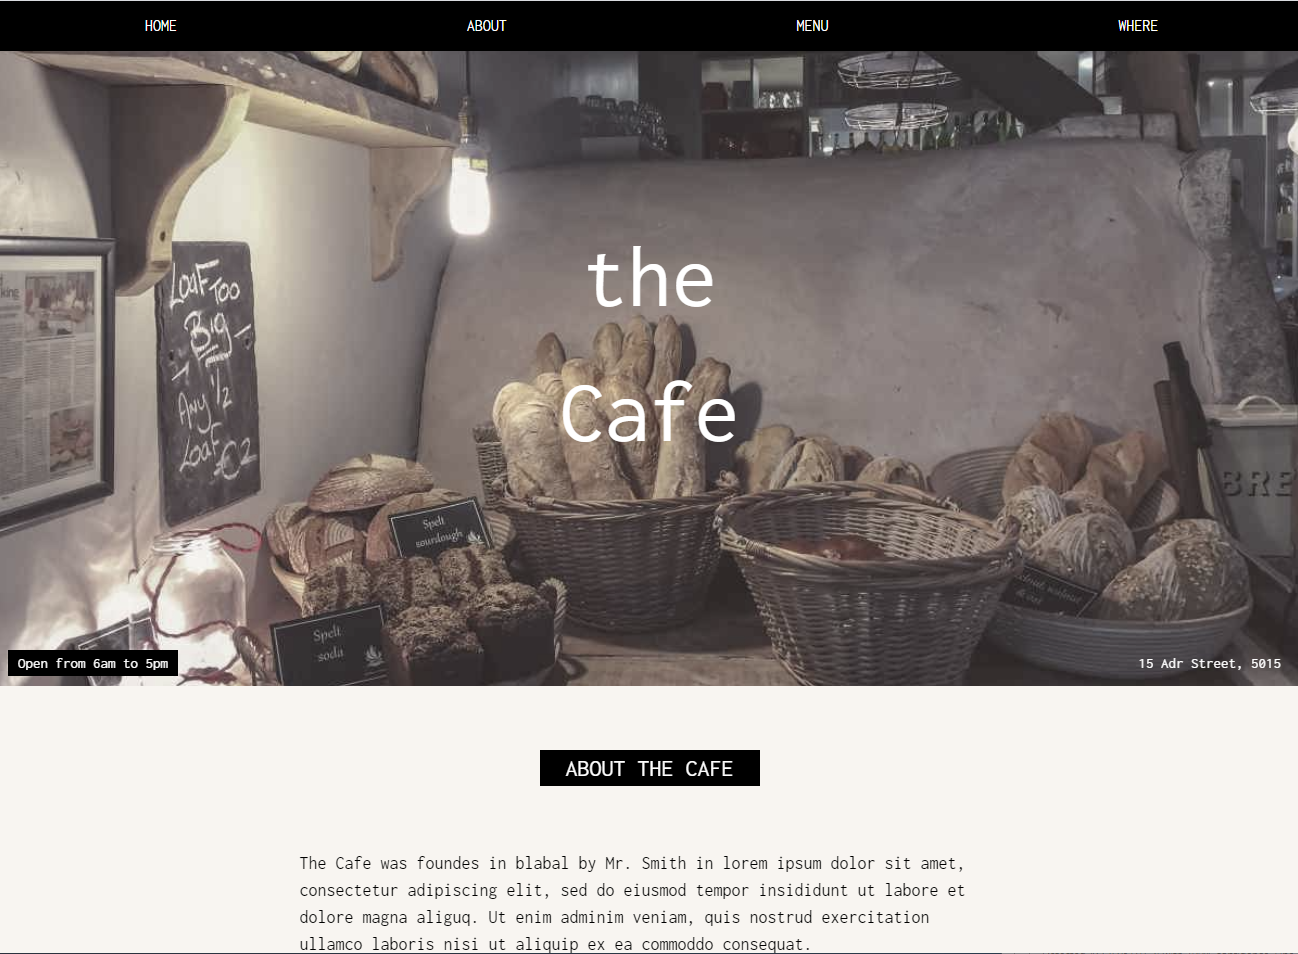 HOME ABOUT MENU WHERE
king
LOAF TOO
BIG
ANY 1/2
LOAF £2
the
Cafe
Spelt
sourdough
Spelt
soda
walnut
& oat
BRE
Open from 6am to 5pm
15 Adr Street, 5015
ABOUT THE CAFE
The Cafe was foundes in blabal by Mr. Smith in lorem ipsum dolor sit amet,
consectetur adipiscing elit, sed do eiusmod tempor insididunt ut labore et
dolore magna aliguq. Ut enim adminim veniam, quis nostrud exercitation
ullamco laboris nisi ut aliquip ex ea commoddo consequat.